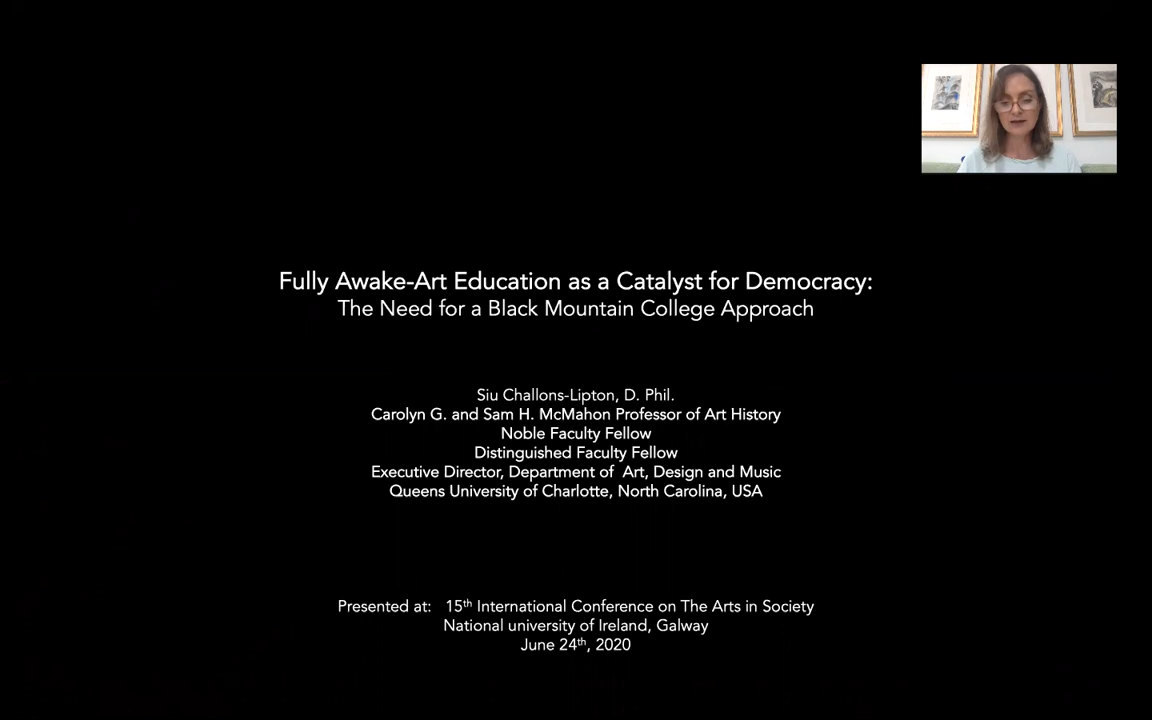 Fully Awake-Art Education as a Catalyst for Democracy:
The Need for a Black Mountain College Approach
Siu Challons-Lipton, D. Phil.
Carolyn G. and Sam H. McMahon Professor of Art History
Noble Faculty Fellow
Distinguished Faculty Fellow
Executive Director, Department of  Art, Design and Music
Queens University of Charlotte, North Carolina, USA
Presented at:   15th International Conference on The Arts in Society
National university of Ireland, Galway
June 24th, 2020